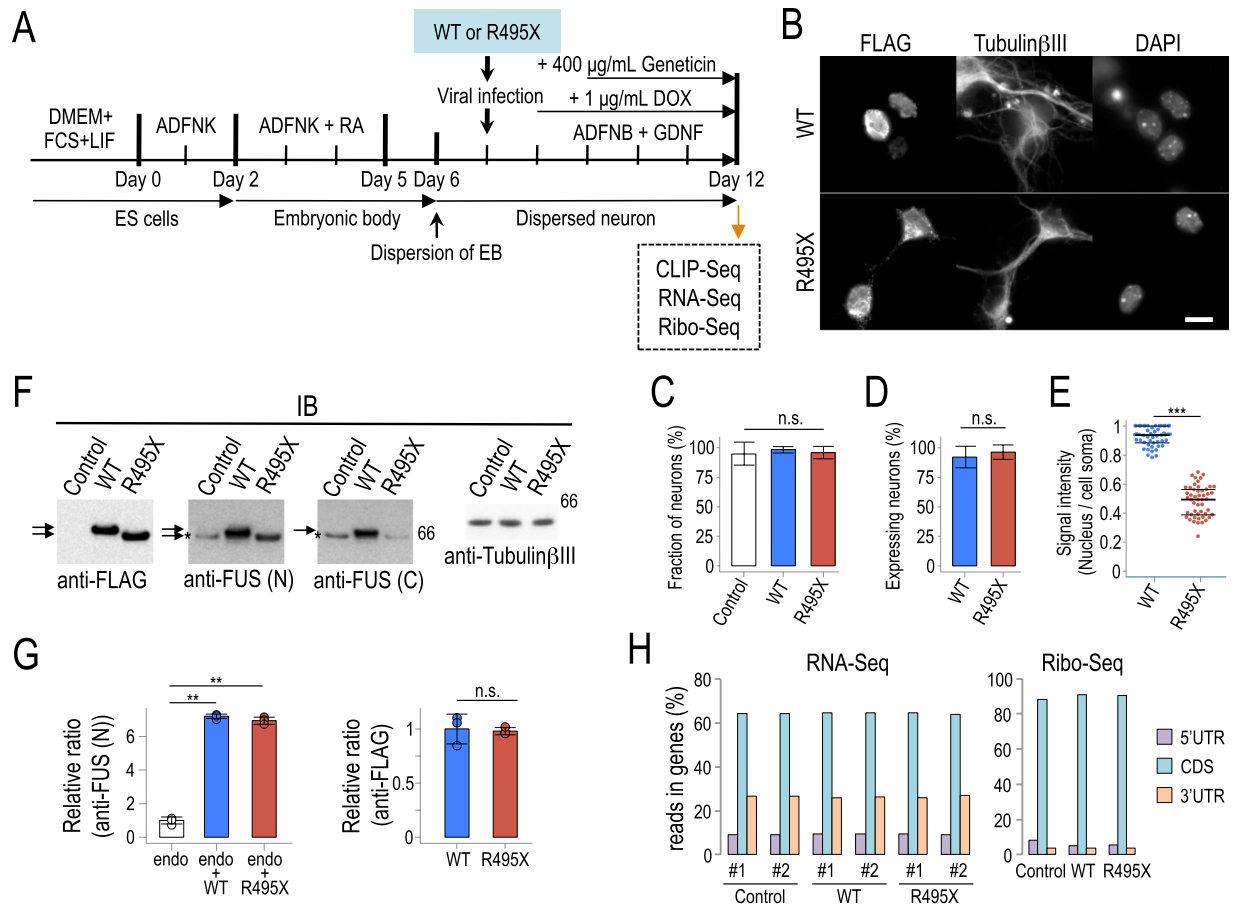 A
WT or R495X
Viral infection
+ 400 µg/mL Geneticin
+ 1 µg/mL DOX
DMEM+
FCS+LIF
ADFNK
ADFNK + RA
ADFNB + GDNF
Day 0
Day 2
Day 5
Day 6
Day 12
ES cells
Embryonic body
Dispersed neuron
Dispersion of EB
CLIP-Seq
RNA-Seq
Ribo-Seq
B
FLAG
TubulinβIII
DAPI
WT
R495X
F
IB
Control
WT
R495X
Control
WT
R495X
Control
WT
R495X
Control
WT
R495X
66
*
*
66
anti-FLAG
anti-FUS (N)
anti-FUS (C)
anti-TubulinβIII
C
Fraction of neurons (%)
n.s.
100
75
50
25
0
Control
WT
R495X
D
Expressing neurons (%)
n.s.
100
75
50
25
0
WT
R495X
E
Signal intensity
(Nucleus / cell soma)
***
1
0.8
0.6
0.4
0.2
0
WT
R495X
G
Relative ratio
(anti-FUS (N))
**
**
6
4
2
0
endo
endo
+
WT
endo
+
R495X
Relative ratio
(anti-FLAG)
n.s.
1
0.5
0
WT
R495X
H
RNA-Seq
reads in genes (%)
80
60
40
20
0
#1
#2
#1
#2
#1
#2
Control
WT
R495X
Ribo-Seq
100
80
60
40
20
0
Control
WT
R495X
5'UTR
CDS
3'UTR